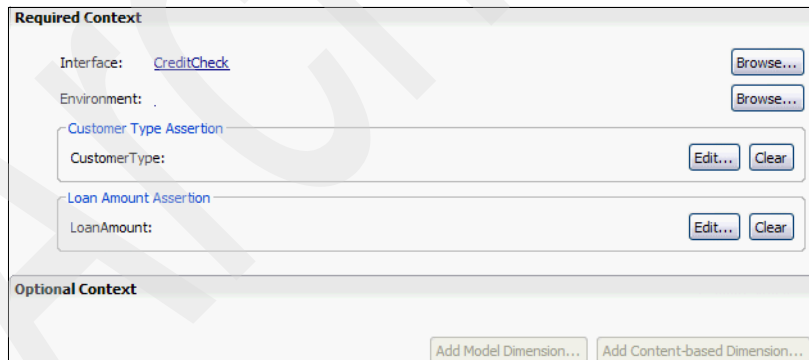 Required Context
Interface: CreditCheck Browse...
Environment: . Browse...
Customer Type Assertion
CustomerType: Edit... Clear
Loan Amount Assertion
LoanAmount: Edit... Clear
Optional Context
Add Model Dimension... Add Content-based Dimension...